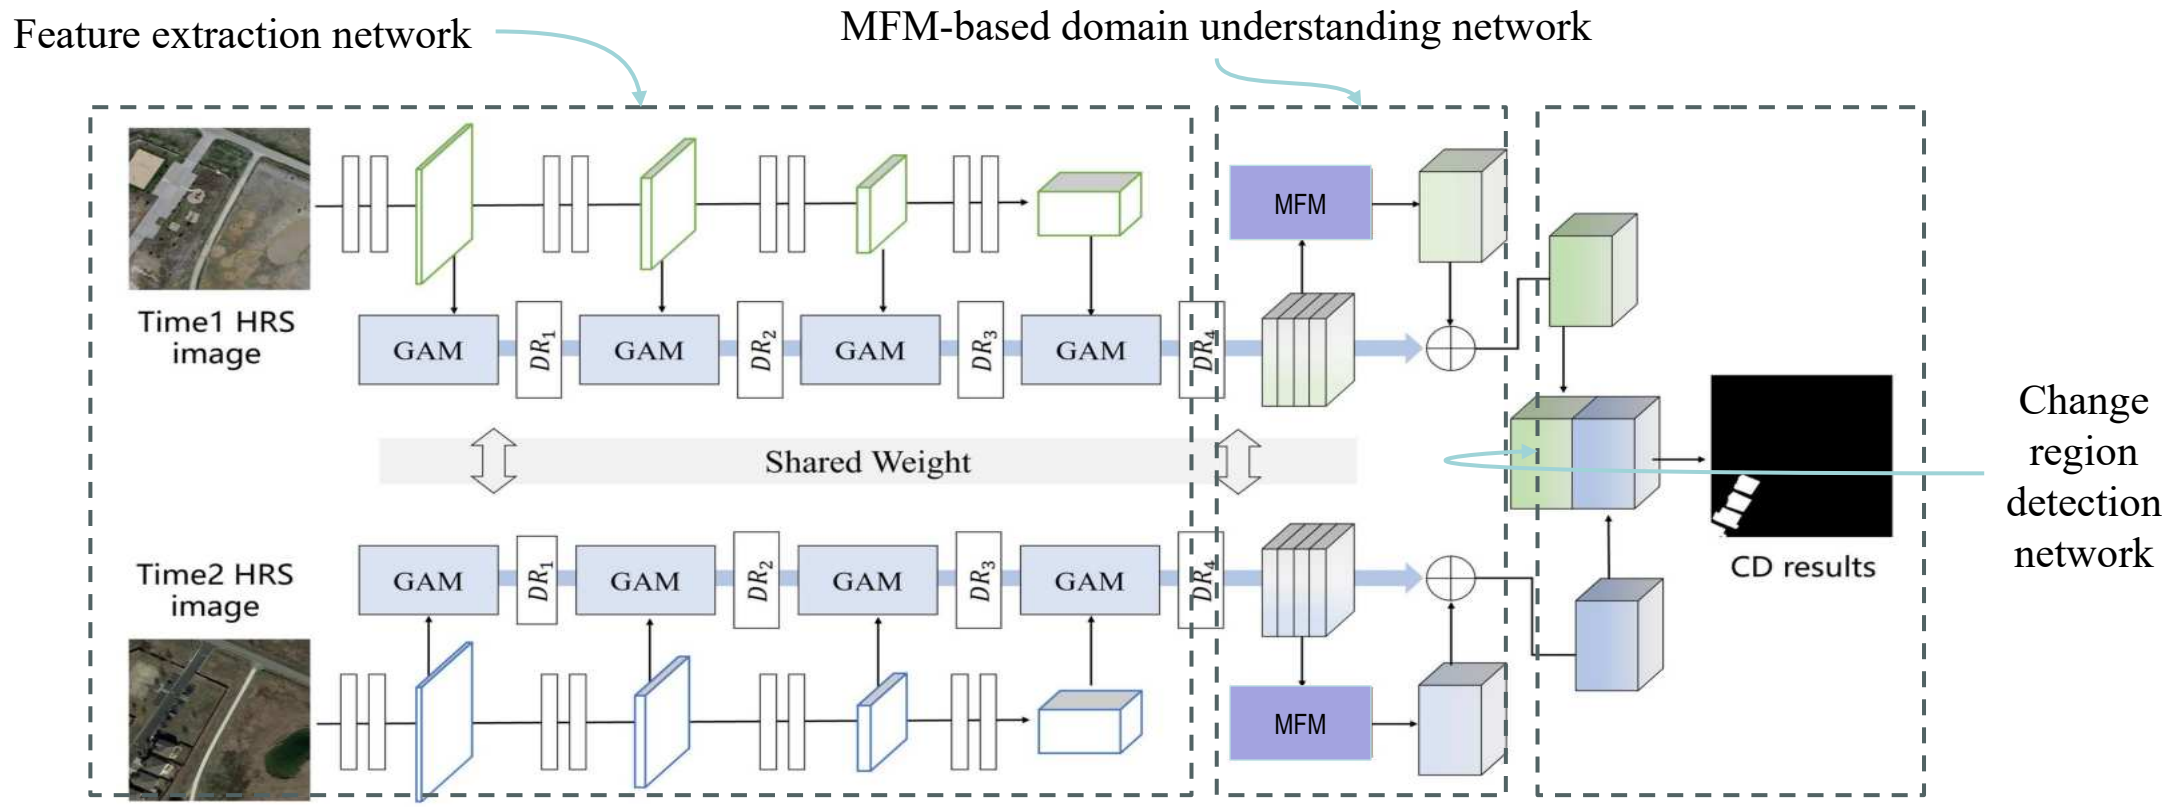 Feature extraction network
MFM-based domain understanding network
MFM
Time1 HRS
image
GAM
DR1
GAM
DR2
GAM
DR3
GAM
DR4
Shared Weight
Change
region
detection
network
Time2 HRS
image
GAM
DR1
GAM
DR2
GAM
DR3
GAM
DR4
CD results
MFM